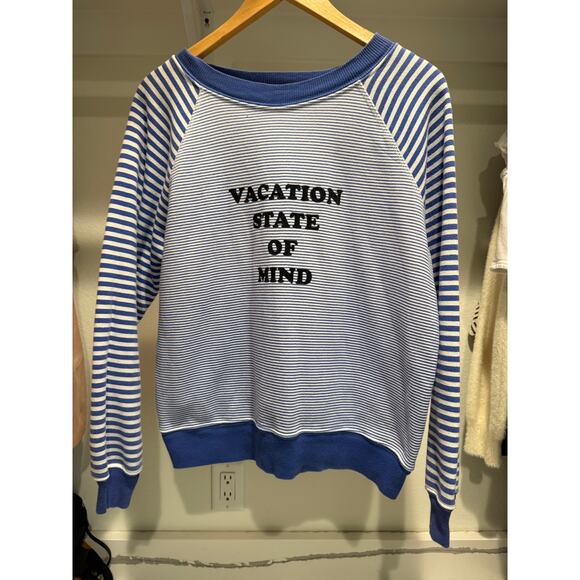 VACATION
STATE
OF
MIND